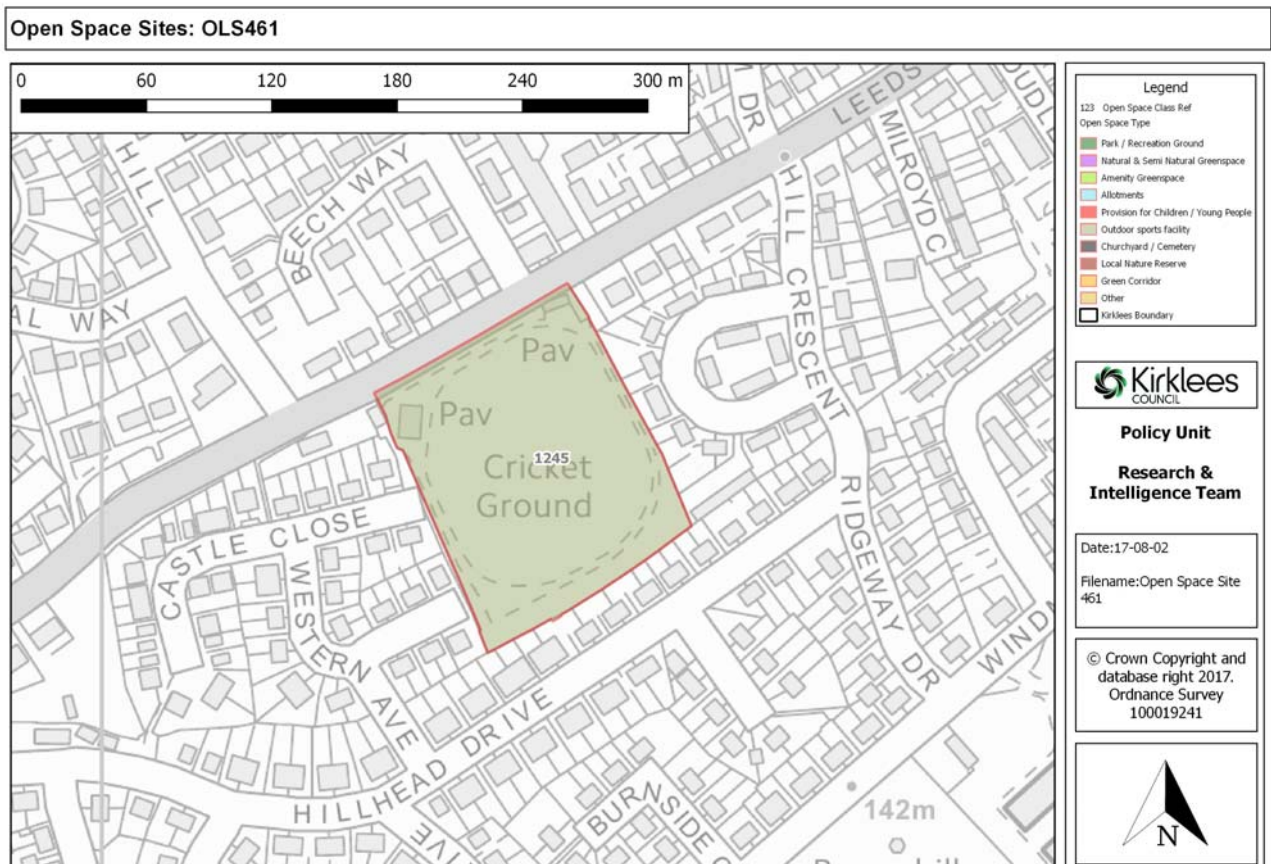 Open Space Sites: OLS461
0 60 120 180 240 300 m
HILL
BEECH WAY
AL WAY
DR
LEEDS
HILL CRESCENT
MILROYD C
Pav
Pav
1245
Cricket
Ground
CASTLE CLOSE
WESTERN AVE
RIDGEWAY DR
HILLHEAD DRIVE
BURNSIDE
142m
Legend
123 Open Space Class Ref
Open Space Type
Park / Recreation Ground
Natural & Semi Natural Greenspace
Amenity Greenspace
Allotments
Provision for Children / Young People
Outdoor sports facility
Churchyard / Cemetery
Local Nature Reserve
Green Corridor
Other
Kirklees Boundary
Kirklees
COUNCIL
Policy Unit
Research &
Intelligence Team
Date:17-08-02
Filename:Open Space Site
461
© Crown Copyright and
database right 2017.
Ordnance Survey
100019241
N